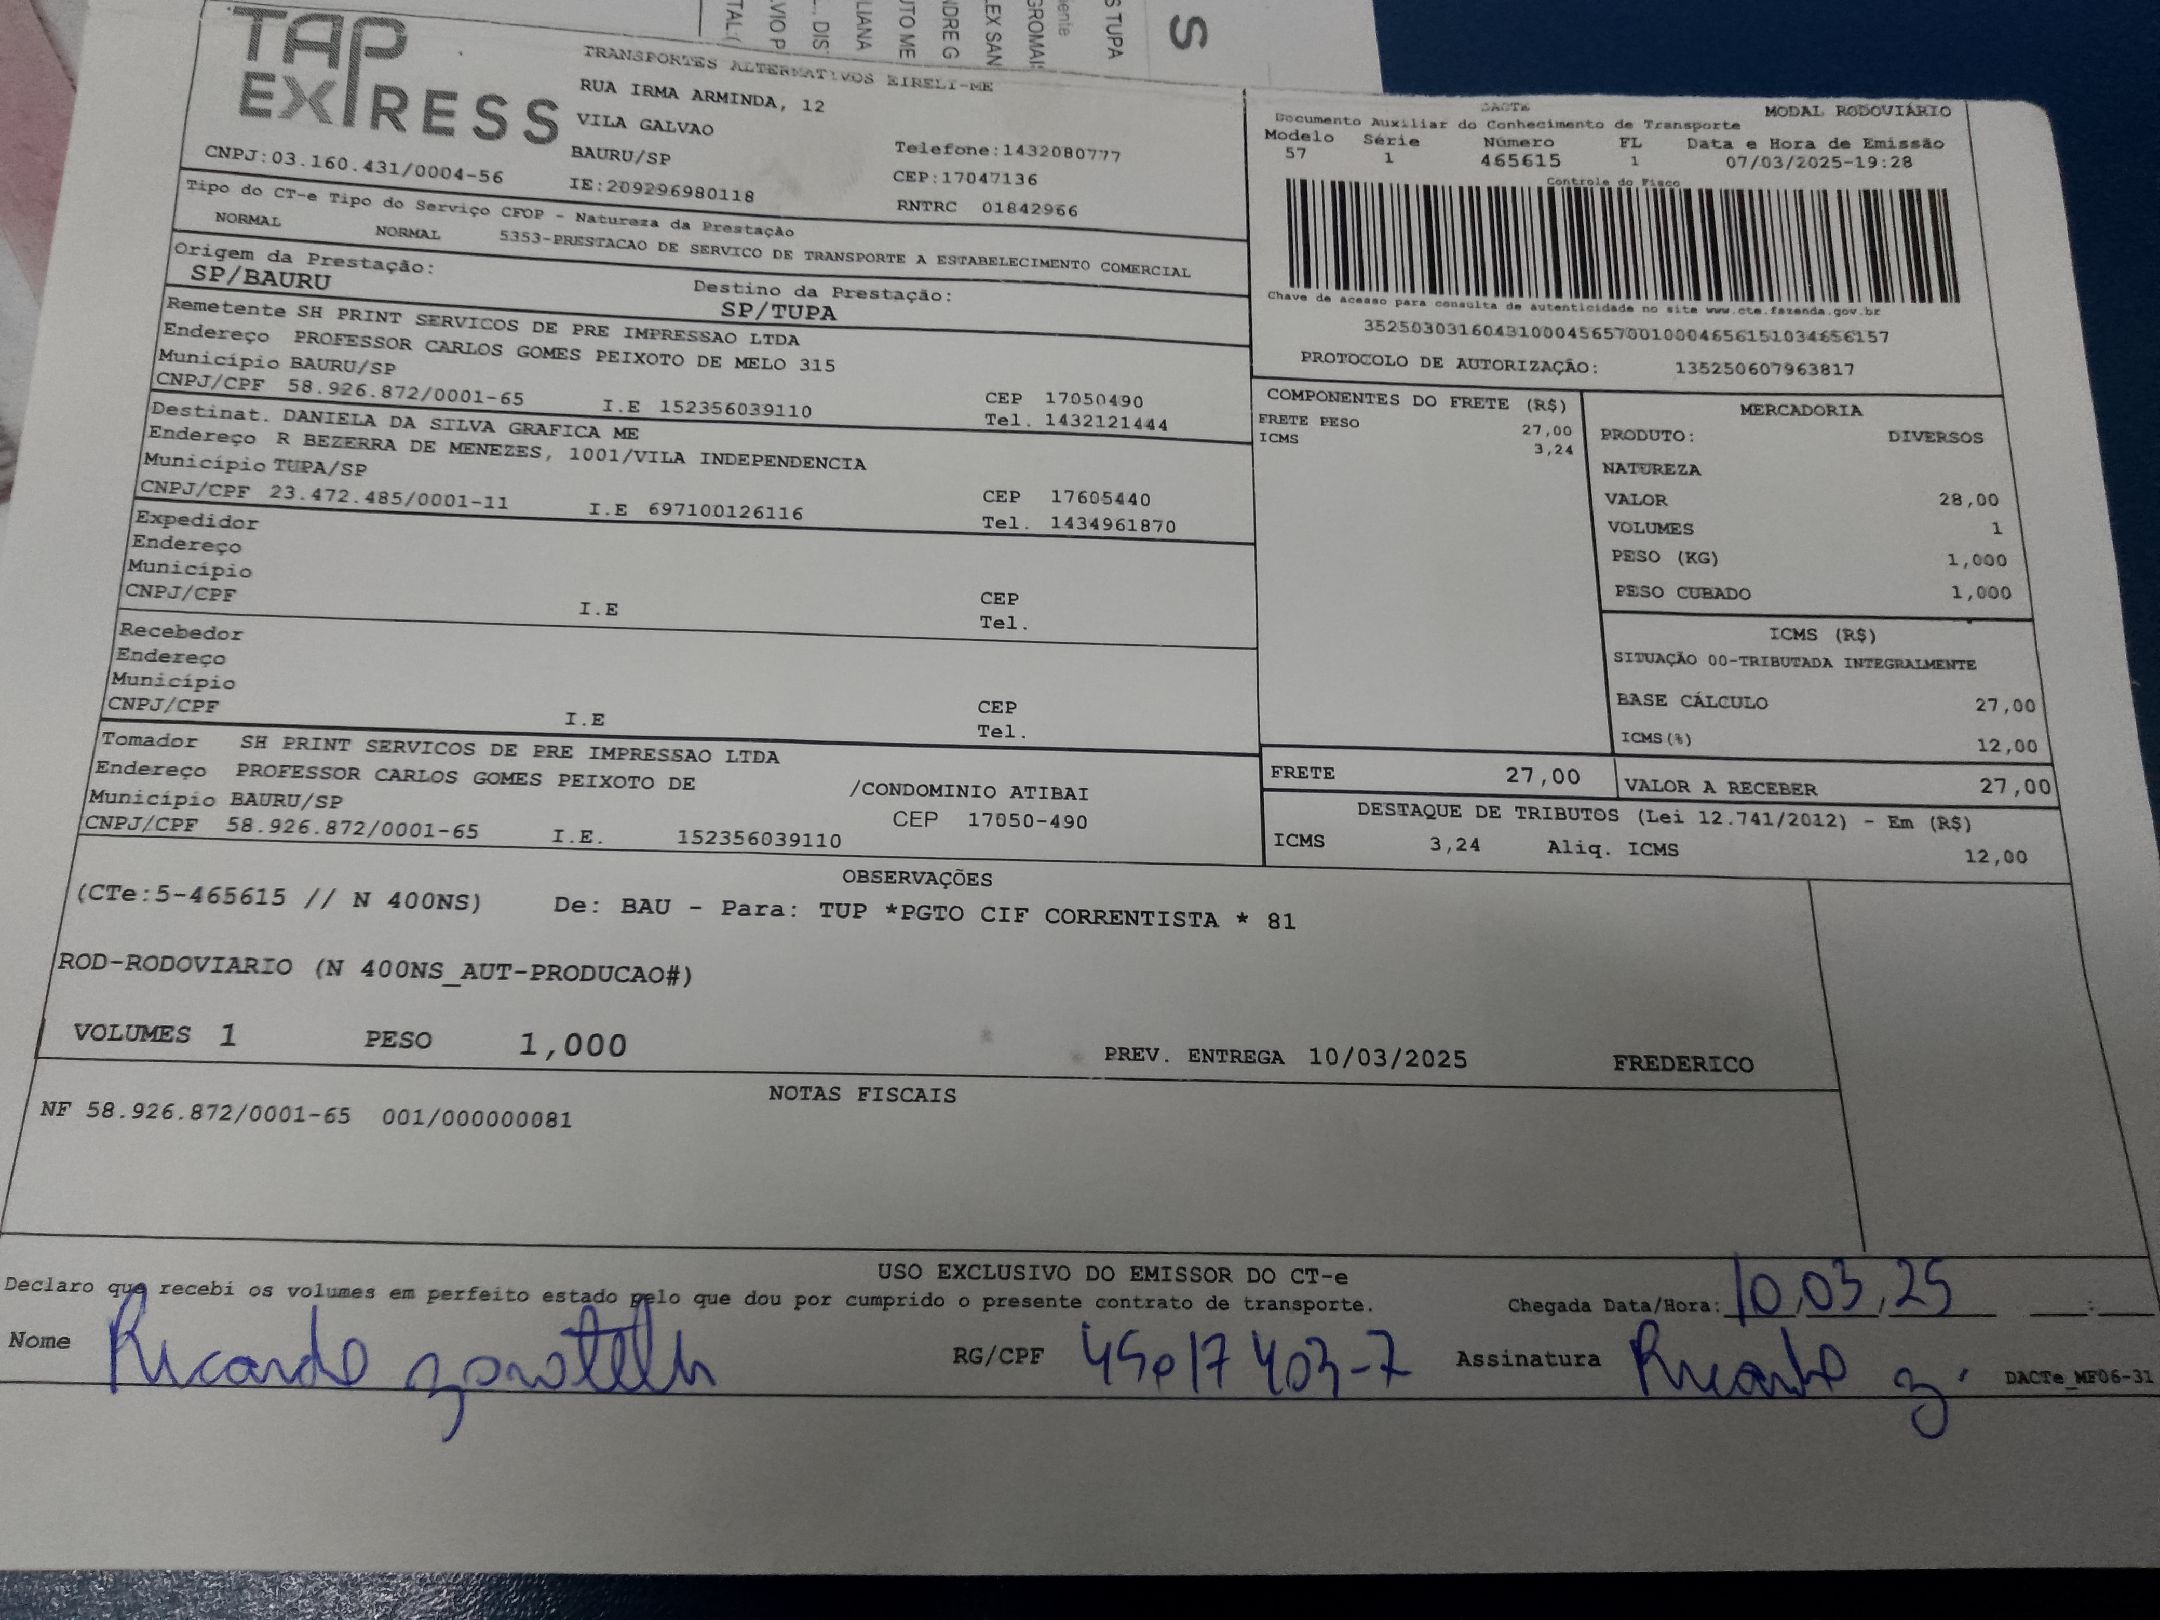 TAL:(
VIO P
., DIS
LIANA
UTO ME
NDRE G
EX SAN
GROMAI
ente
S TUPA
S
TAP
EXPRESS
TRANSPORTES ALTERNATIVOS EIRELI-ME
RUA IRMA ARMINDA, 12
VILA GALVAO
BAURU/SP Telefone:1432080777
CNPJ:03.160.431/0004-56 IE:209296980118 CEP:17047136
RNTRC 01842966
DACTE MODAL RODOVIÁRIO
Documento Auxiliar do Conhecimento de Transporte
Modelo Série Número FL Data e Hora de Emissão
57 1 465615 1 07/03/2025-19:28
Controle do Fisco
Chave de acesso para consulta de autenticidade no site www.cte.fazenda.gov.br
35250303160431000456570010004656151034656157
PROTOCOLO DE AUTORIZAÇÃO: 135250607963817
Tipo do CT-e Tipo do Serviço CFOP - Natureza da Prestação
NORMAL NORMAL 5353-PRESTACAO DE SERVICO DE TRANSPORTE A ESTABELECIMENTO COMERCIAL
Origem da Prestação: Destino da Prestação:
SP/BAURU SP/TUPA
Remetente SH PRINT SERVICOS DE PRE IMPRESSAO LTDA
Endereço PROFESSOR CARLOS GOMES PEIXOTO DE MELO 315
Município BAURU/SP CEP 17050490
CNPJ/CPF 58.926.872/0001-65 I.E 152356039110 Tel. 1432121444
Destinat. DANIELA DA SILVA GRAFICA ME
Endereço R BEZERRA DE MENEZES, 1001/VILA INDEPENDENCIA
Município TUPA/SP CEP 17605440
CNPJ/CPF 23.472.485/0001-11 I.E 697100126116 Tel. 1434961870
Expedidor
Endereço
Município CEP
CNPJ/CPF I.E Tel.
Recebedor
Endereço
Município CEP
CNPJ/CPF I.E Tel.
Tomador SH PRINT SERVICOS DE PRE IMPRESSAO LTDA
Endereço PROFESSOR CARLOS GOMES PEIXOTO DE /CONDOMINIO ATIBAI
Município BAURU/SP CEP 17050-490
CNPJ/CPF 58.926.872/0001-65 I.E. 152356039110
COMPONENTES DO FRETE (R$)
FRETE PESO 27,00
ICMS 3,24
MERCADORIA
PRODUTO: DIVERSOS
NATUREZA
VALOR 28,00
VOLUMES 1
PESO (KG) 1,000
PESO CUBADO 1,000
ICMS (R$)
SITUAÇÃO 00-TRIBUTADA INTEGRALMENTE
BASE CÁLCULO 27,00
ICMS(%) 12,00
FRETE 27,00 VALOR A RECEBER 27,00
DESTAQUE DE TRIBUTOS (Lei 12.741/2012) - Em (R$)
ICMS 3,24 Aliq. ICMS 12,00
OBSERVAÇÕES
(CTe:5-465615 // N 400NS) De: BAU - Para: TUP *PGTO CIF CORRENTISTA * 81
ROD-RODOVIARIO (N 400NS_AUT-PRODUCAO#)
VOLUMES 1 PESO 1,000 PREV. ENTREGA 10/03/2025 FREDERICO
NOTAS FISCAIS
NF 58.926.872/0001-65 001/000000081
USO EXCLUSIVO DO EMISSOR DO CT-e
Declaro que recebi os volumes em perfeito estado pelo que dou por cumprido o presente contrato de transporte. Chegada Data/Hora: 10,03,25 __:__
Nome Ricardo RG/CPF 45017403-7 Assinatura Ricardo z. DACTe_MF06-31